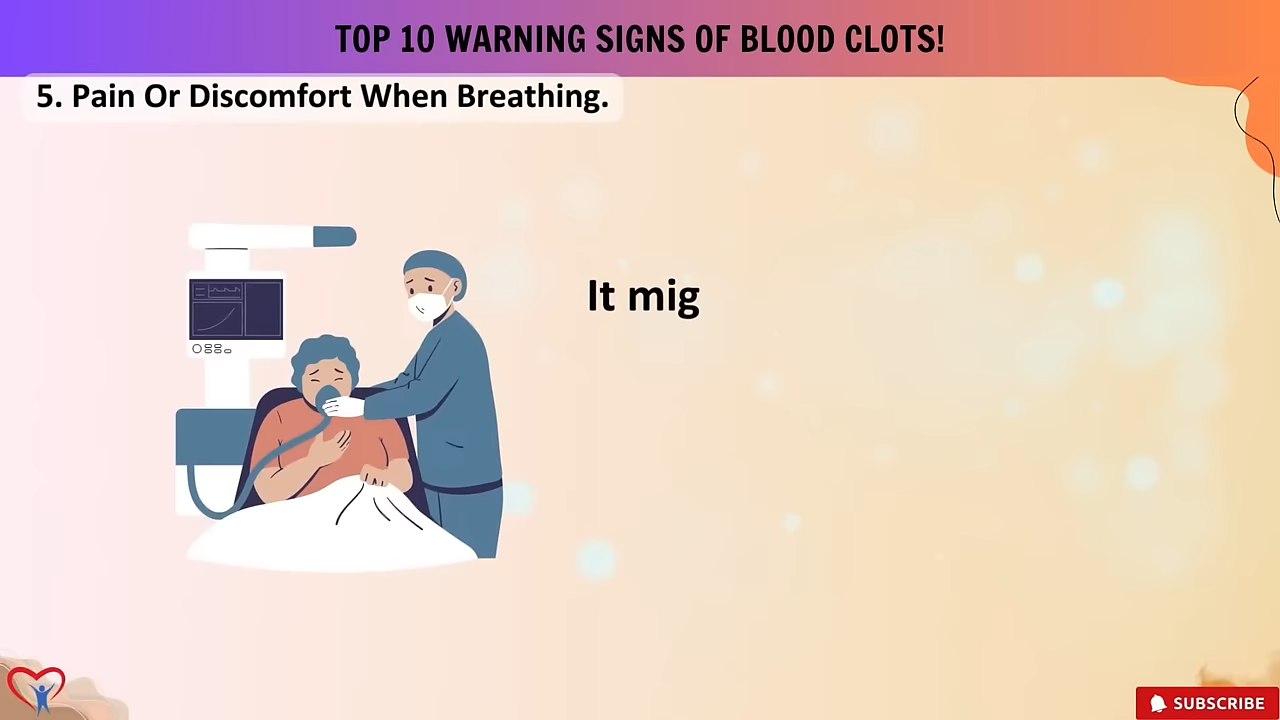 TOP 10 WARNING SIGNS OF BLOOD CLOTS!
5. Pain Or Discomfort When Breathing.
It mig
SUBSCRIBE